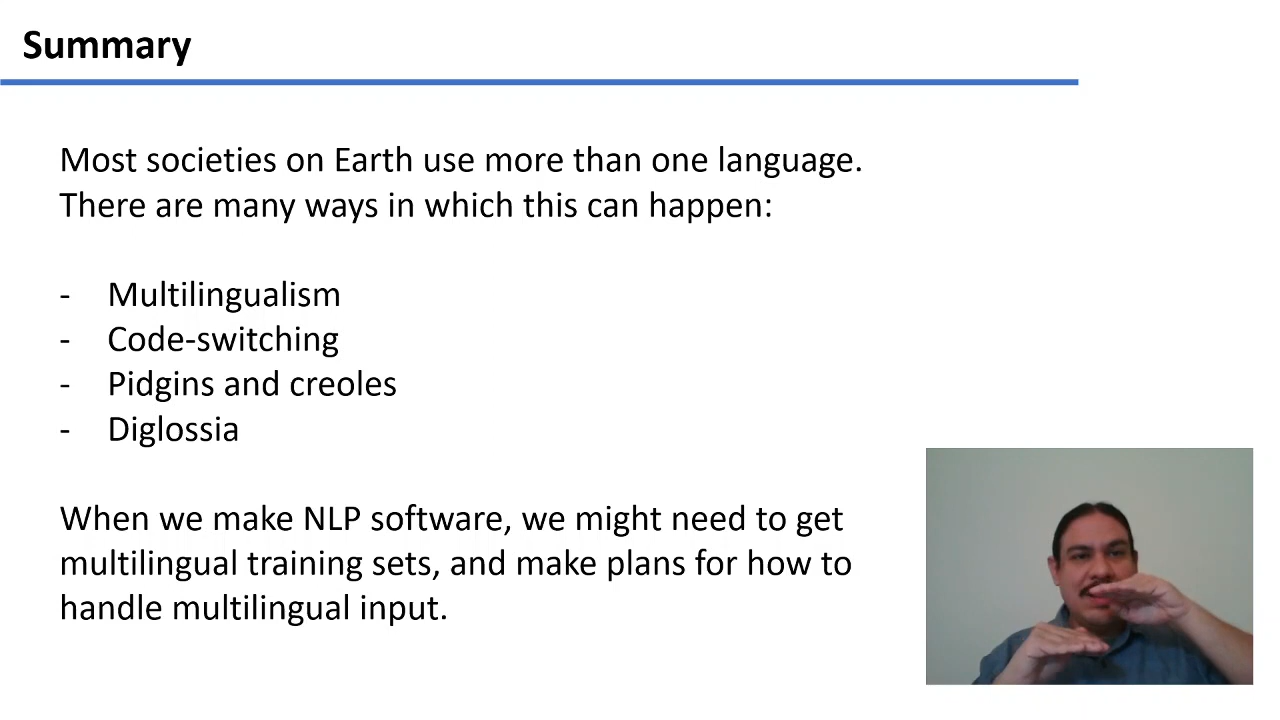 Summary
Most societies on Earth use more than one language.
There are many ways in which this can happen:
- Multilingualism
- Code-switching
- Pidgins and creoles
- Diglossia
When we make NLP software, we might need to get
multilingual training sets, and make plans for how to
handle multilingual input.